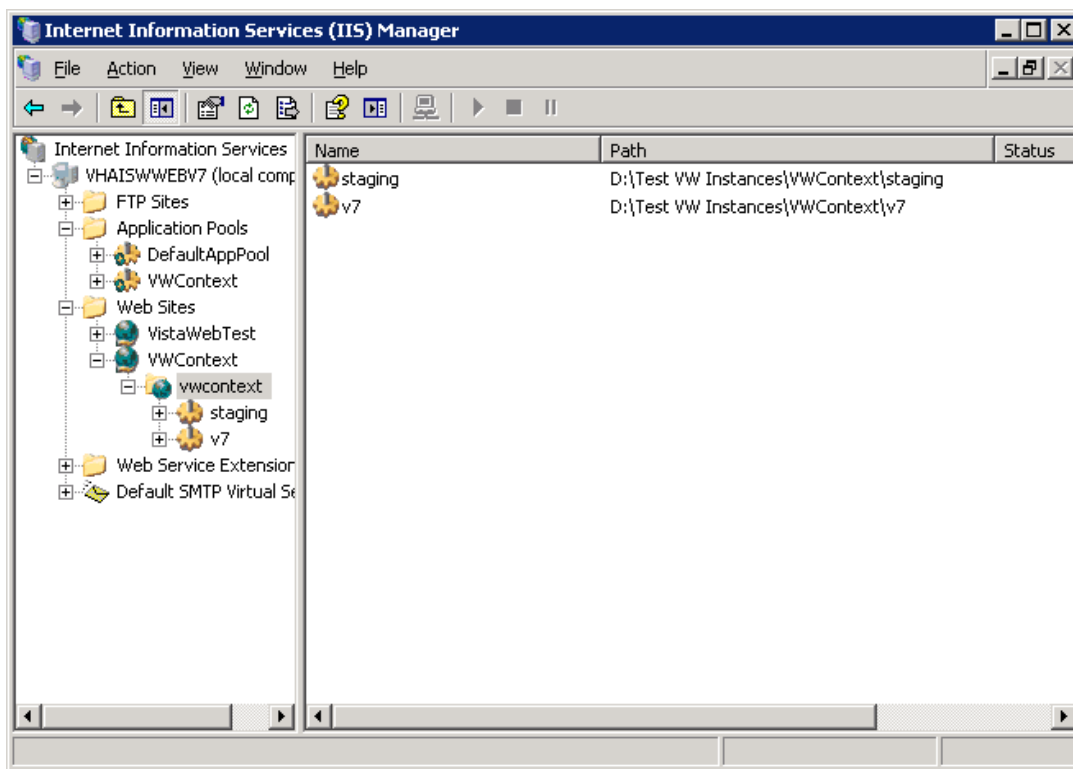 Internet Information Services (IIS) Manager
File Action View Window Help
Internet Information Services
VHAISWWEBV7 (local comp
FTP Sites
Application Pools
DefaultAppPool
VWContext
Web Sites
VistaWebTest
VWContext
vwcontext
staging
v7
Web Service Extension
Default SMTP Virtual Se
Name Path Status
staging D:\Test VW Instances\VWContext\staging
v7 D:\Test VW Instances\VWContext\v7